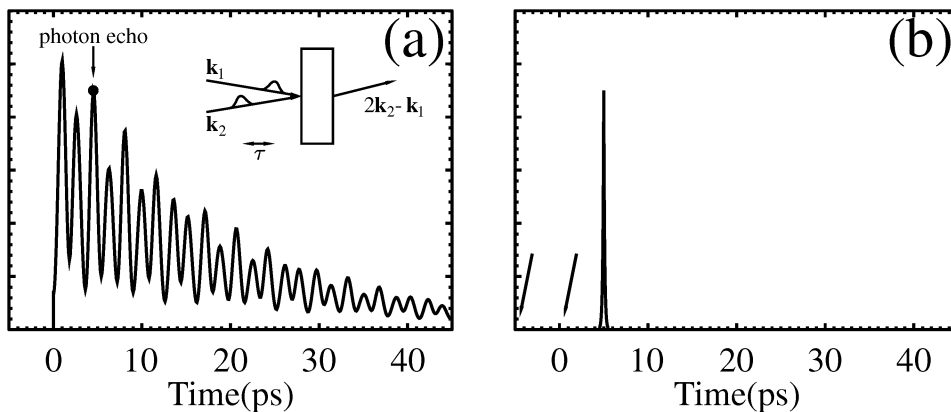 (a)
photon echo
k1
k2
2k2-k1
τ
0 10 20 30 40
Time(ps)
(b)
0 10 20 30 40
Time(ps)